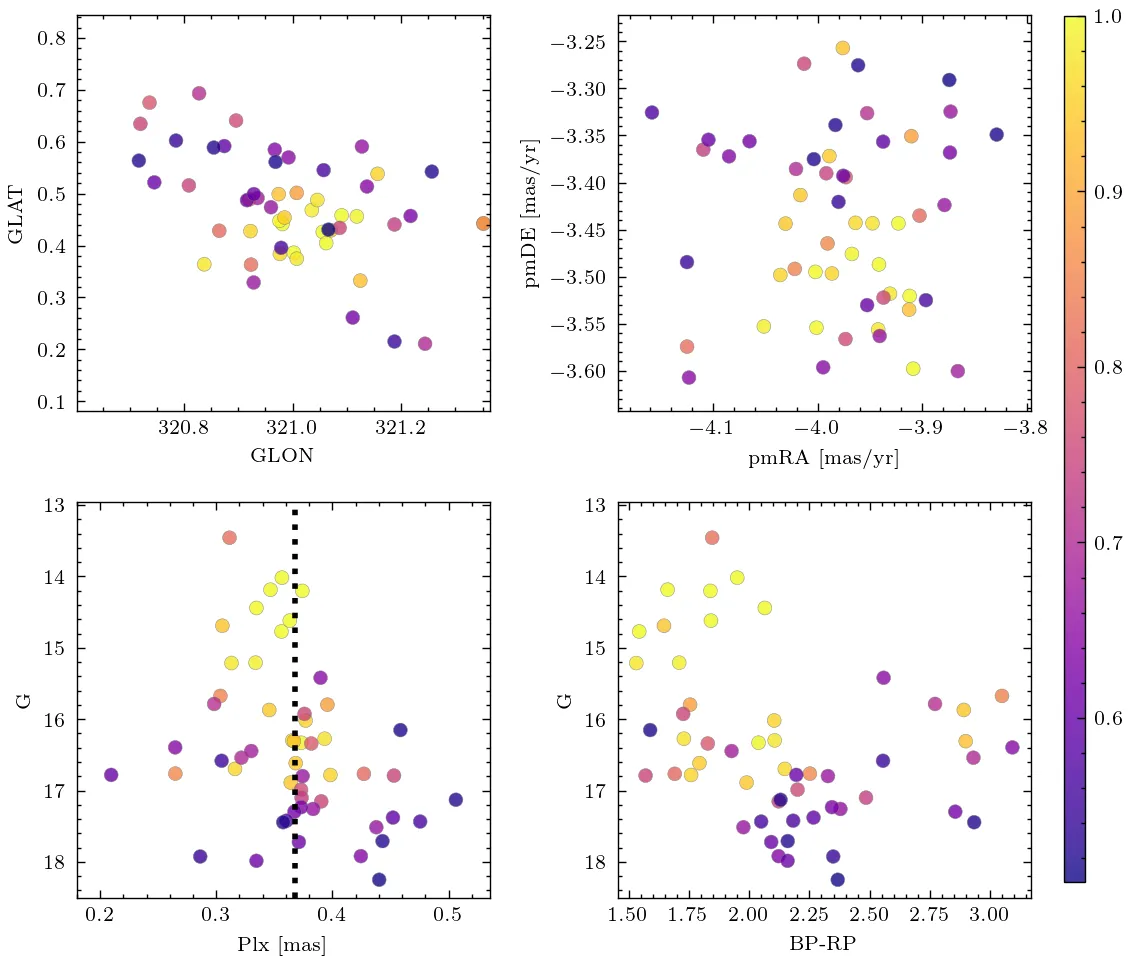 0.8
0.7
0.6
0.5
0.4
0.3
0.2
0.1
GLAT
320.8 321.0 321.2
GLON
−3.25
−3.30
−3.35
−3.40
−3.45
−3.50
−3.55
−3.60
pmDE [mas/yr]
−4.1 −4.0 −3.9 −3.8
pmRA [mas/yr]
1.0
0.9
0.8
0.7
0.6
13
14
15
16
17
18
G
0.2 0.3 0.4 0.5
Plx [mas]
13
14
15
16
17
18
G
1.50 1.75 2.00 2.25 2.50 2.75 3.00
BP-RP